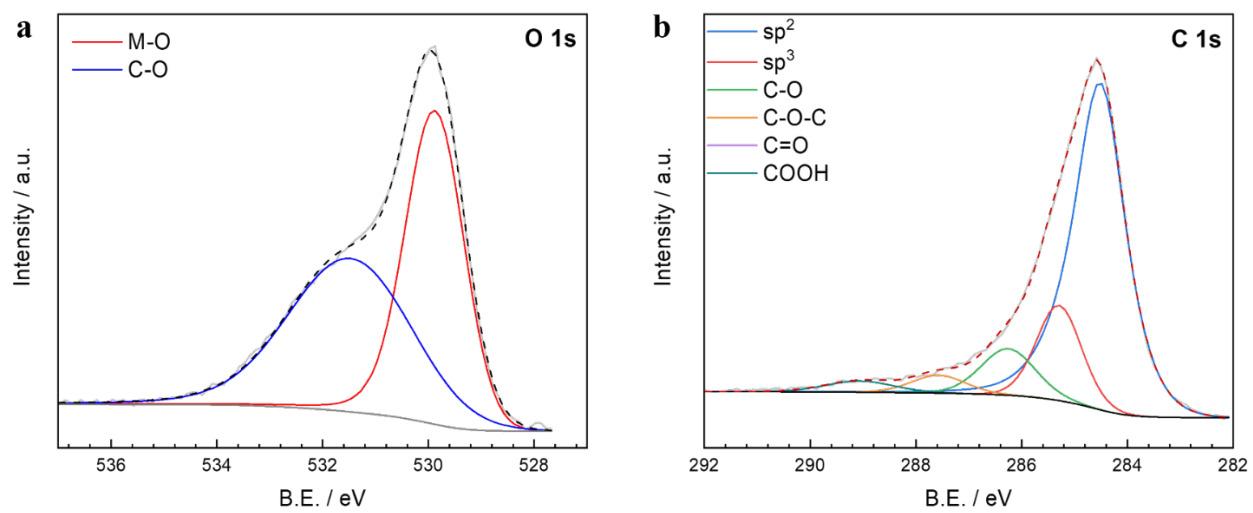 a
M-O
C-O
O 1s
Intensity / a.u.
536 534 532 530 528
B.E. / eV
b
sp²
sp³
C-O
C-O-C
C=O
COOH
C 1s
Intensity / a.u.
292 290 288 286 284 282
B.E. / eV